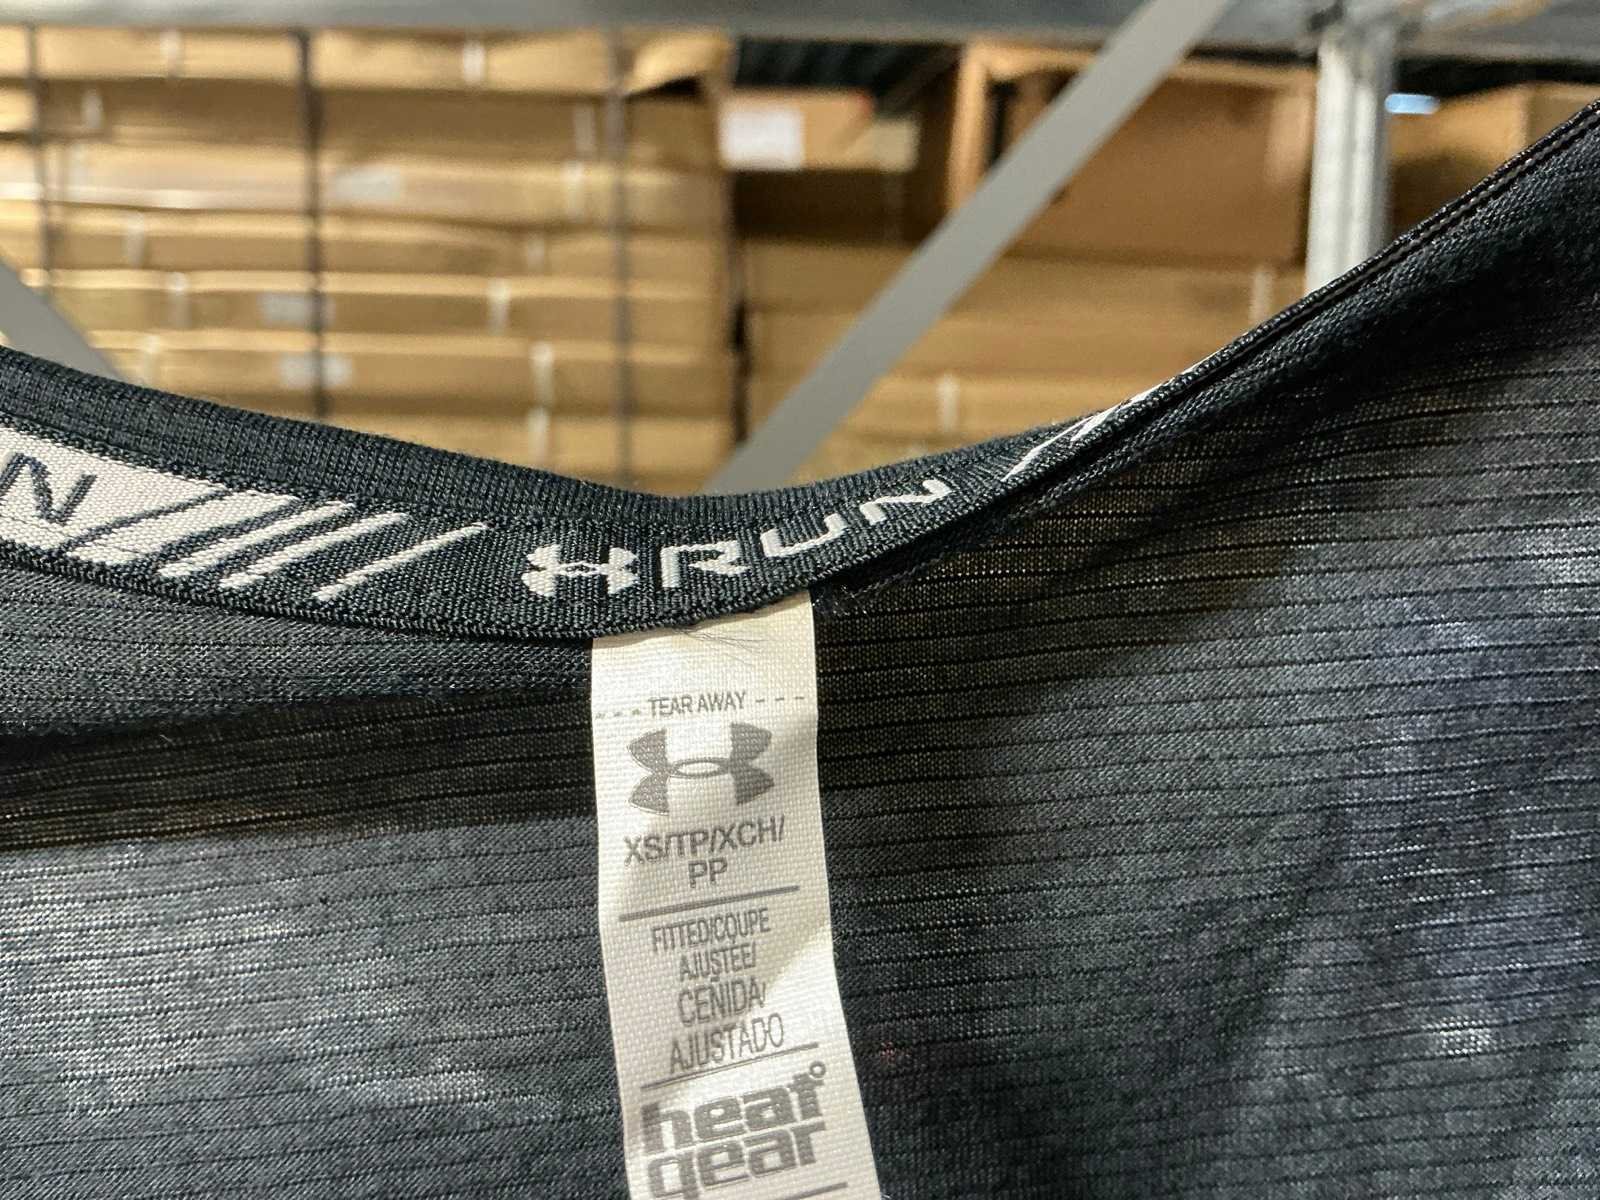 N
RUN
TEAR AWAY
XS/TP/XCH/
PP
FITTED/COUPE
AJUSTÉE/
CEÑIDA/
AJUSTADO
heat
gear